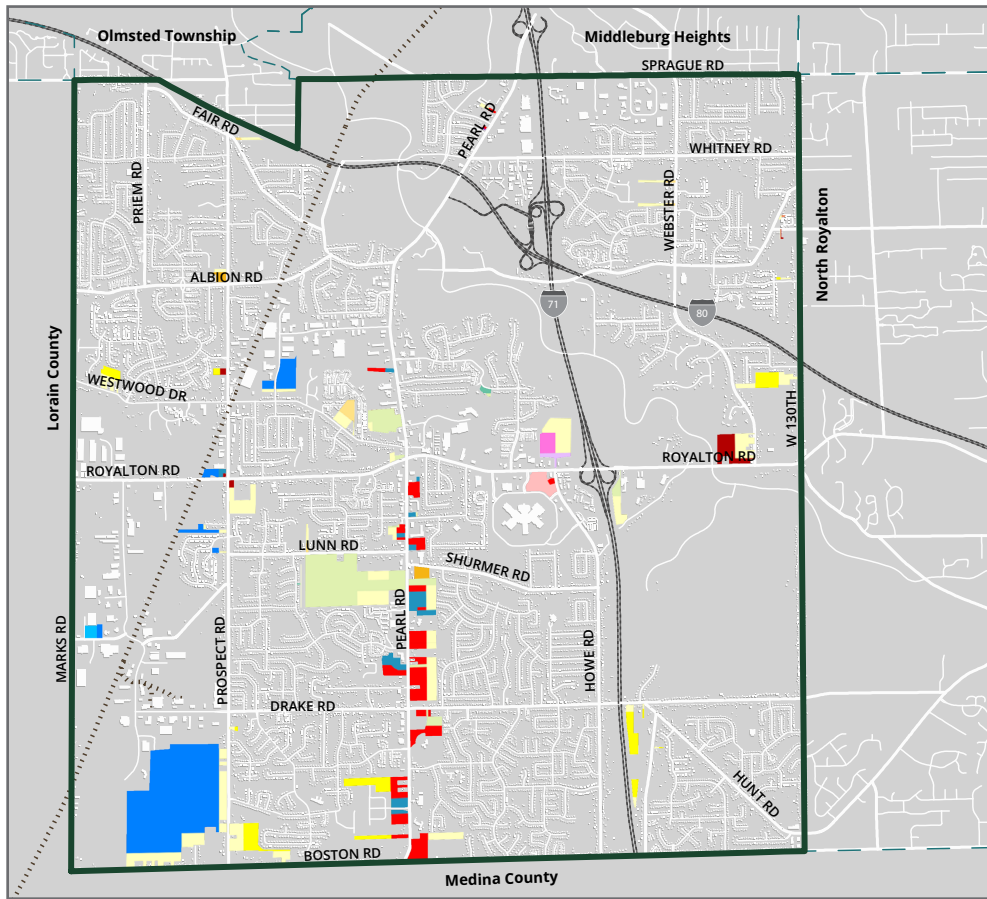 Olmsted Township
Middleburg Heights
SPRAGUE RD
FAIR RD
PEARL RD
WHITNEY RD
PRIEM RD
WEBSTER RD
North Royalton
ALBION RD
71
80
Lorain County
WESTWOOD DR
W 130TH
ROYALTON RD
ROYALTON RD
LUNN RD
SHURMER RD
PEARL RD
MARKS RD
PROSPECT RD
HOWE RD
DRAKE RD
HUNT RD
BOSTON RD
Medina County